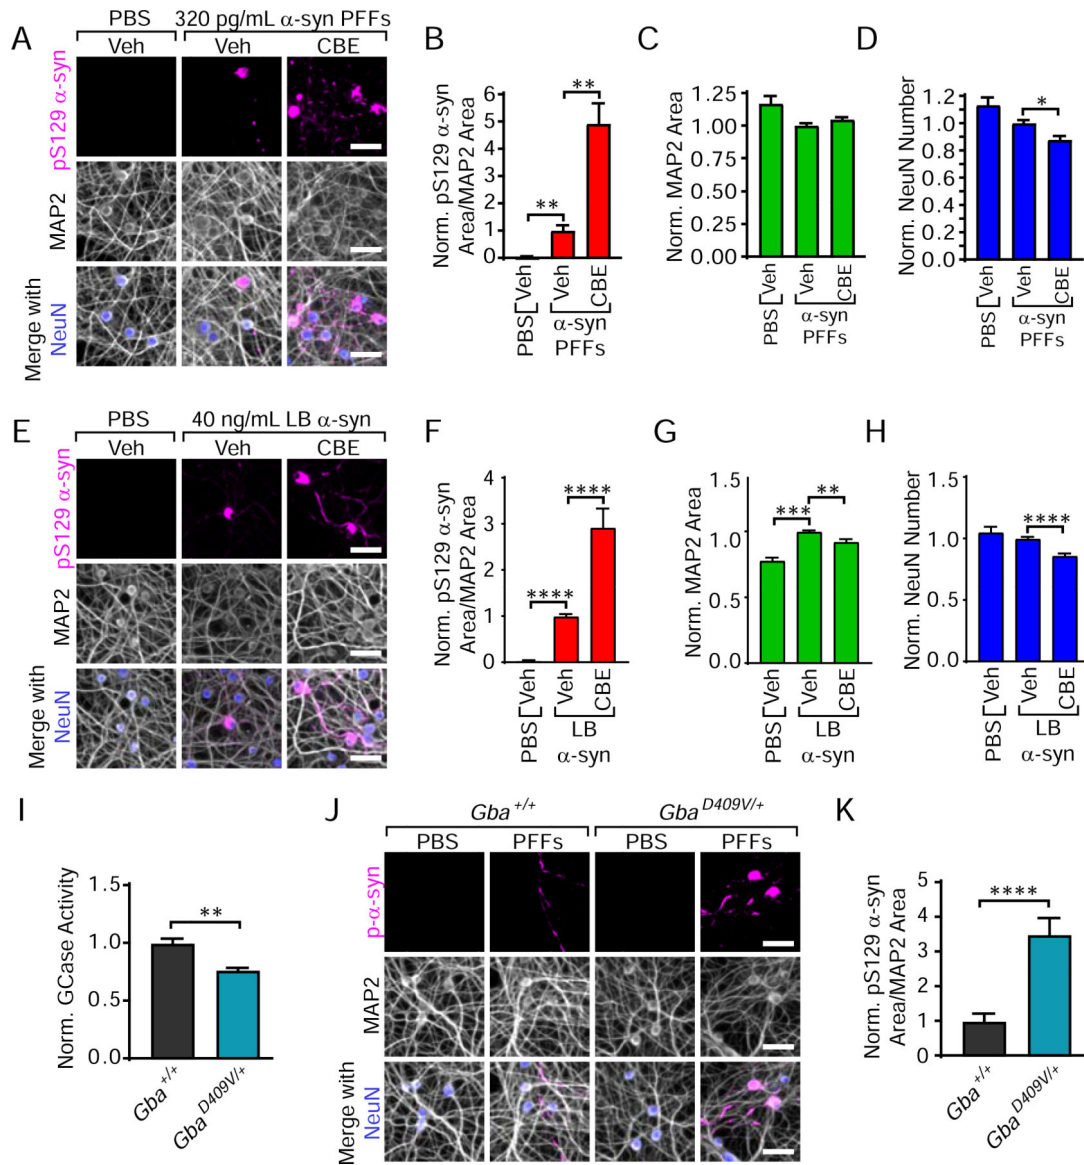 A
PBS
320 pg/mL α-syn PFFs
Veh
Veh
CBE
pS129 α-syn
MAP2
Merge with
NeuN
B
Norm. pS129 α-syn
Area/MAP2 Area
6
5
4
3
2
1
0
**
**
Veh
Veh
CBE
PBS
α-syn
PFFs
C
Norm. MAP2 Area
1.25
1.00
0.75
0.50
0.25
0.00
Veh
Veh
CBE
PBS
α-syn
PFFs
D
Norm. NeuN Number
1.2
1.0
0.8
0.6
0.4
0.2
0.0
*
Veh
Veh
CBE
PBS
α-syn
PFFs
E
PBS
40 ng/mL LB α-syn
Veh
Veh
CBE
pS129 α-syn
MAP2
Merge with
NeuN
F
Norm. pS129 α-syn
Area/MAP2 Area
4
3
2
1
0
****
****
Veh
Veh
CBE
PBS
LB
α-syn
G
Norm. MAP2 Area
1.5
1.0
0.5
0.0
***
**
Veh
Veh
CBE
PBS
LB
α-syn
H
Norm. NeuN Number
1.5
1.0
0.5
0.0
****
Veh
Veh
CBE
PBS
LB
α-syn
I
Norm. GCase Activity
1.5
1.0
0.5
0.0
**
Gba +/+
Gba D409V/+
J
Gba +/+
Gba D409V/+
PBS
PFFs
PBS
PFFs
p-α-syn
MAP2
Merge with
NeuN
K
Norm. pS129 α-syn
Area/MAP2 Area
5
4
3
2
1
0
****
Gba +/+
Gba D409V/+